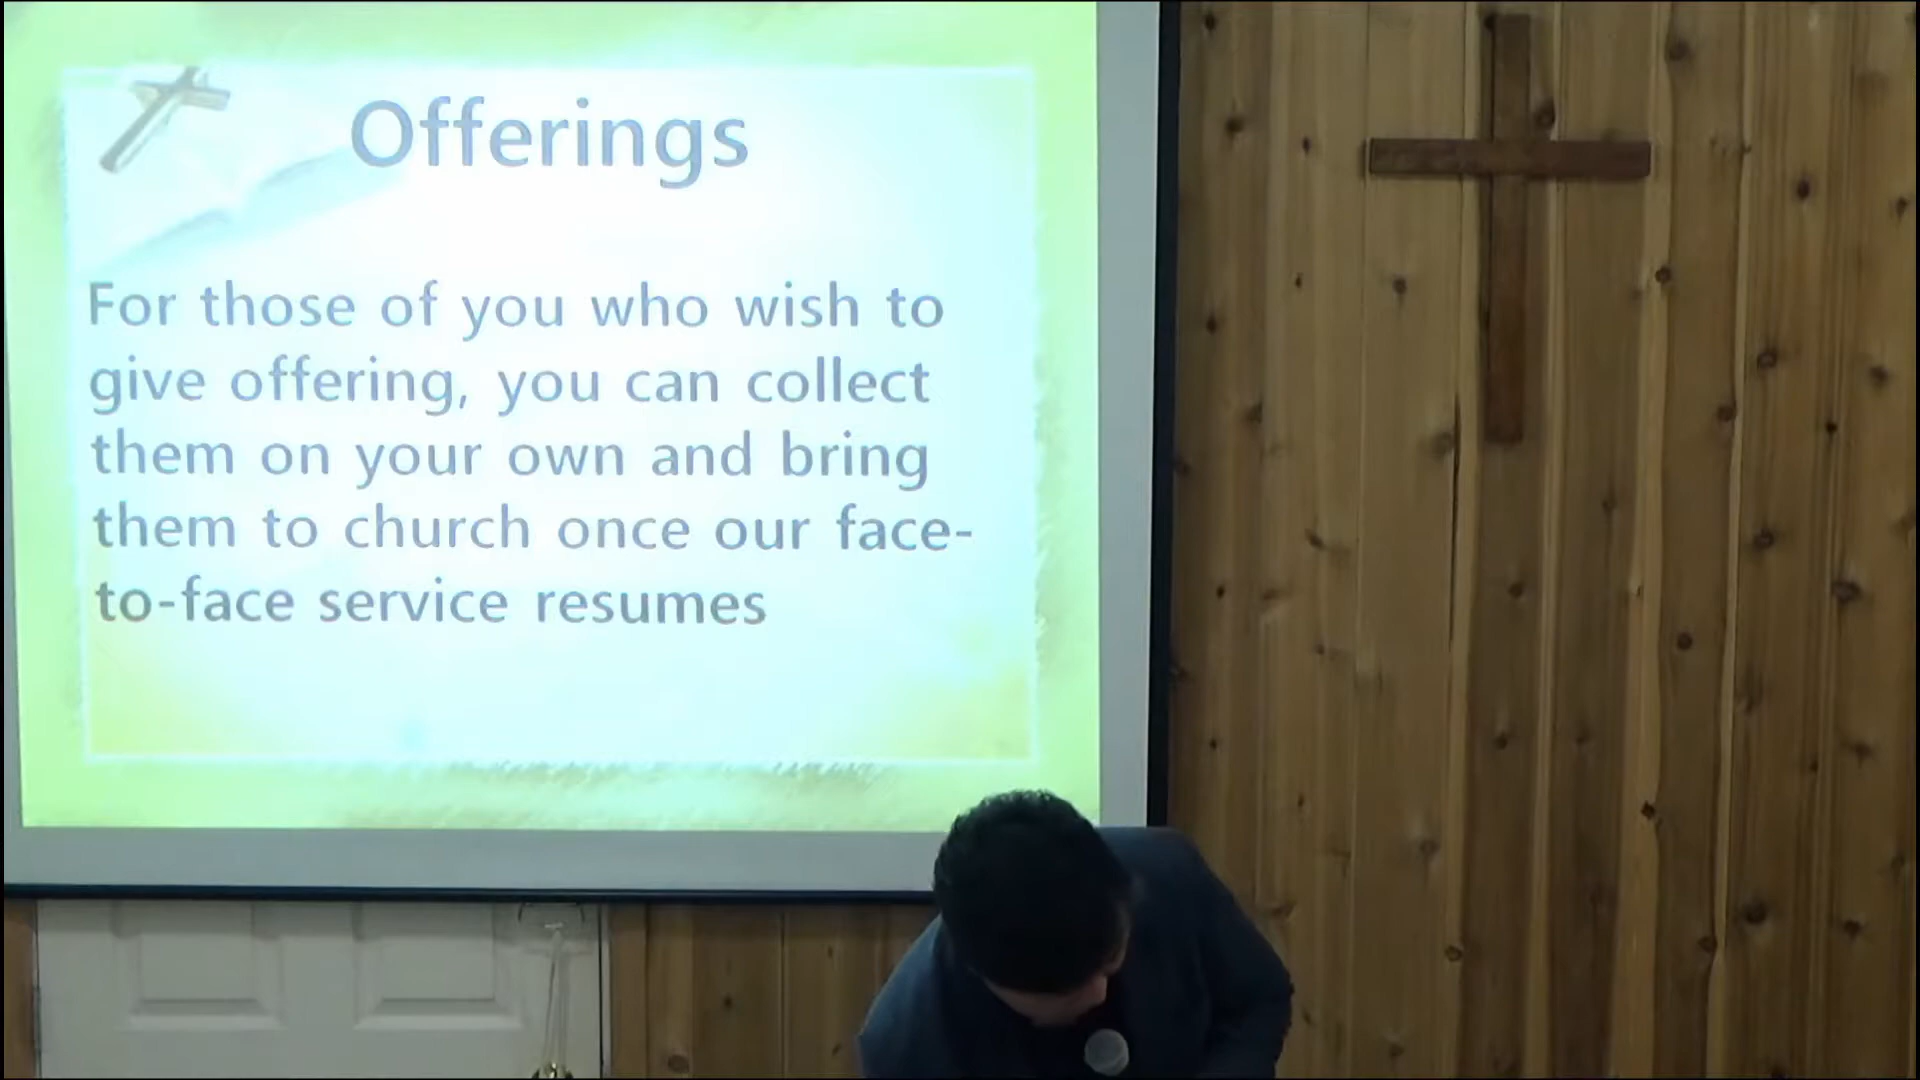 Offerings
For those of you who wish to
give offering, you can collect
them on your own and bring
them to church once our face-
to-face service resumes